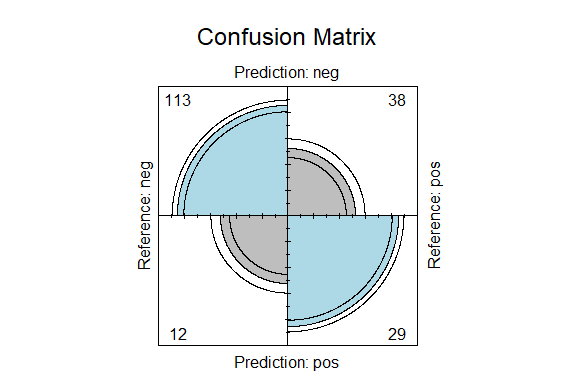 Confusion Matrix
Prediction: neg
113
38
Reference: neg
Reference: pos
12
29
Prediction: pos